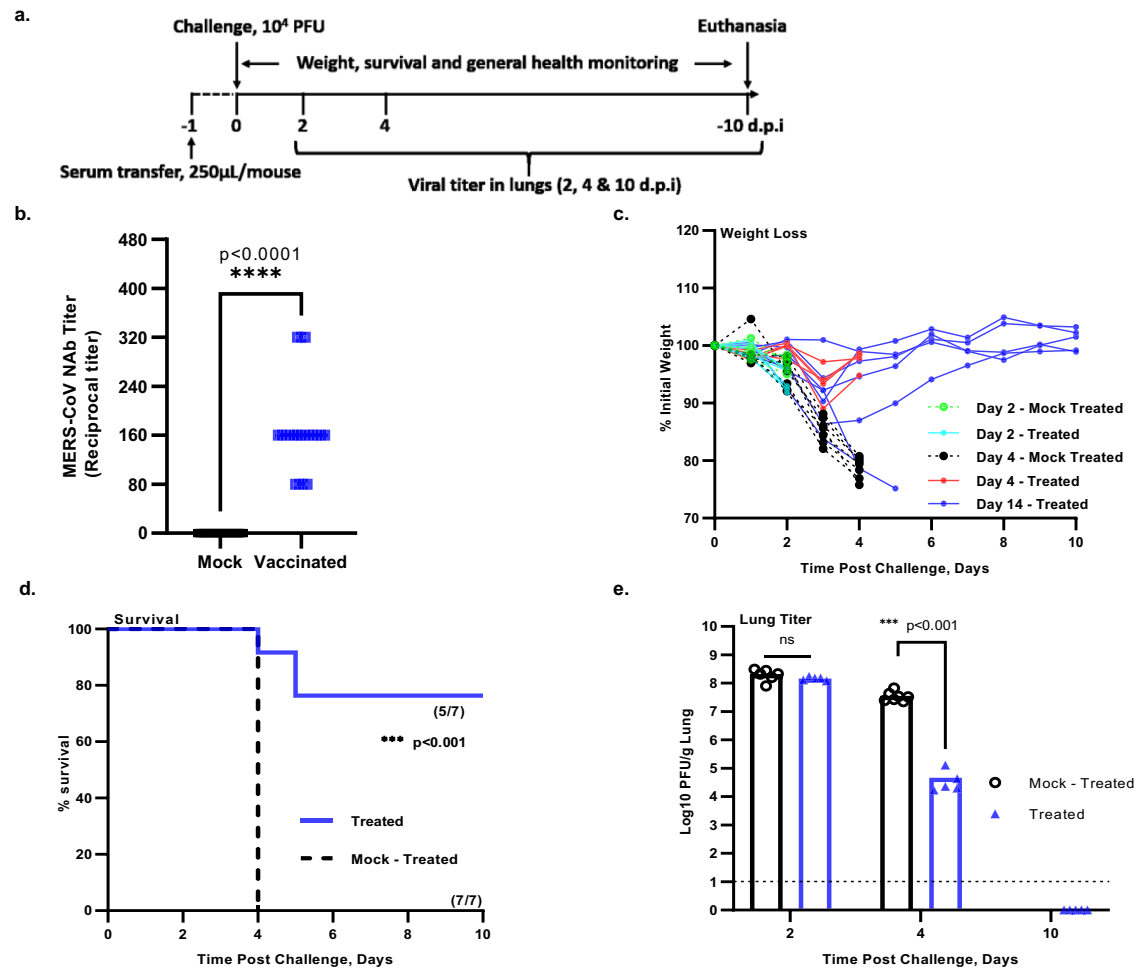 a.
Challenge, 10⁴ PFU
Euthanasia
Weight, survival and general health monitoring
-1 0 2 4 -10 d.p.i
Serum transfer, 250µL/mouse
Viral titer in lungs (2, 4 & 10 d.p.i)
b.
MERS-CoV NAb Titer
(Reciprocal titer)
480
400
320
240
160
80
0
p<0.0001
****
Mock Vaccinated
c.
Weight Loss
% Initial Weight
120
110
100
90
80
70
0 2 4 6 8 10
Time Post Challenge, Days
Day 2 - Mock Treated
Day 2 - Treated
Day 4 - Mock Treated
Day 4 - Treated
Day 14 - Treated
d.
Survival
% survival
100
80
60
40
20
0
(5/7)
*** p<0.001
Treated
Mock - Treated
(7/7)
0 2 4 6 8 10
Time Post Challenge, Days
e.
Lung Titer
Log10 PFU/g Lung
10
9
8
7
6
5
4
3
2
1
0
ns
*** p<0.001
Mock - Treated
Treated
2 4 10
Time Post Challenge, Days